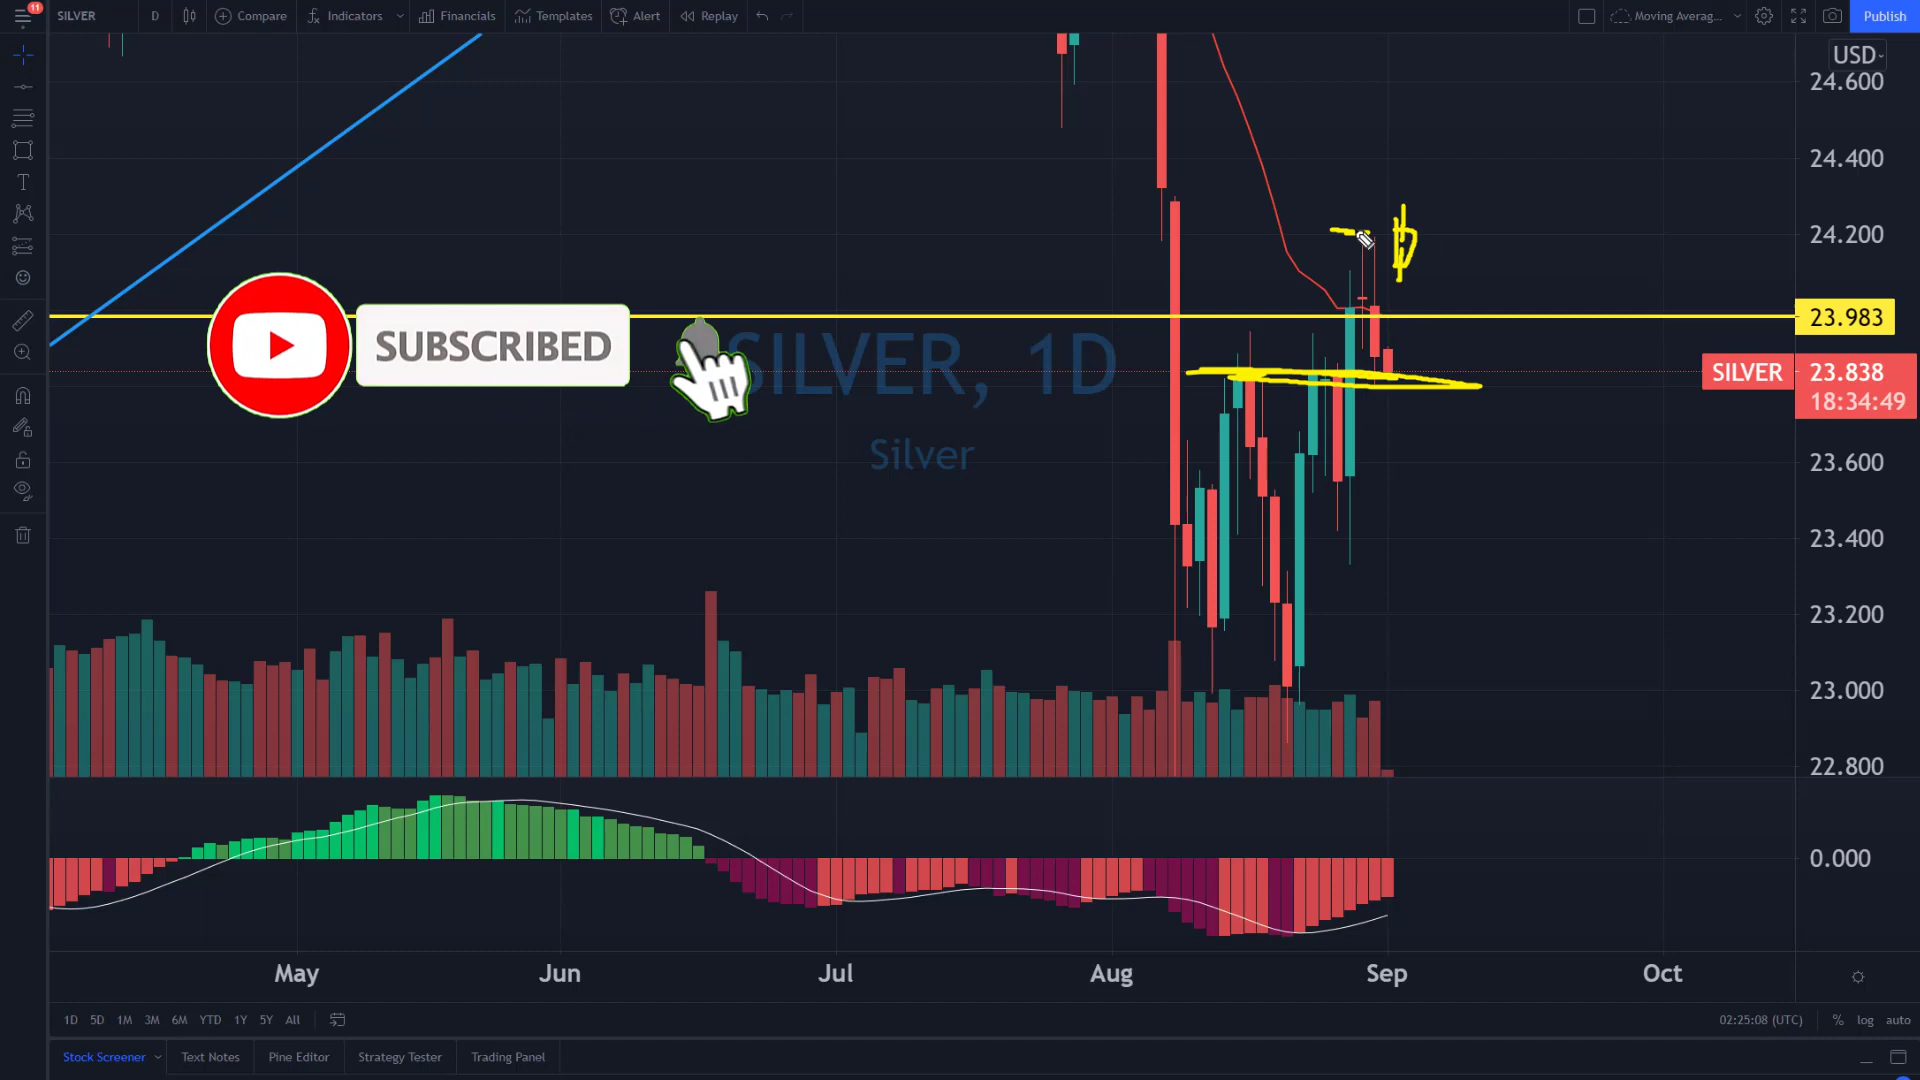 11
SILVER D Compare Indicators Financials Templates Alert Replay Moving Averag... Publish
USD
24.600
24.400
24.200
23.983
SUBSCRIBED
SILVER, 1D
SILVER 23.838
18:34:49
Silver
23.600
23.400
23.200
23.000
22.800
0.000
May Jun Jul Aug Sep Oct
1D 5D 1M 3M 6M YTD 1Y 5Y All 02:25:08 (UTC) % log auto
Stock Screener Text Notes Pine Editor Strategy Tester Trading Panel